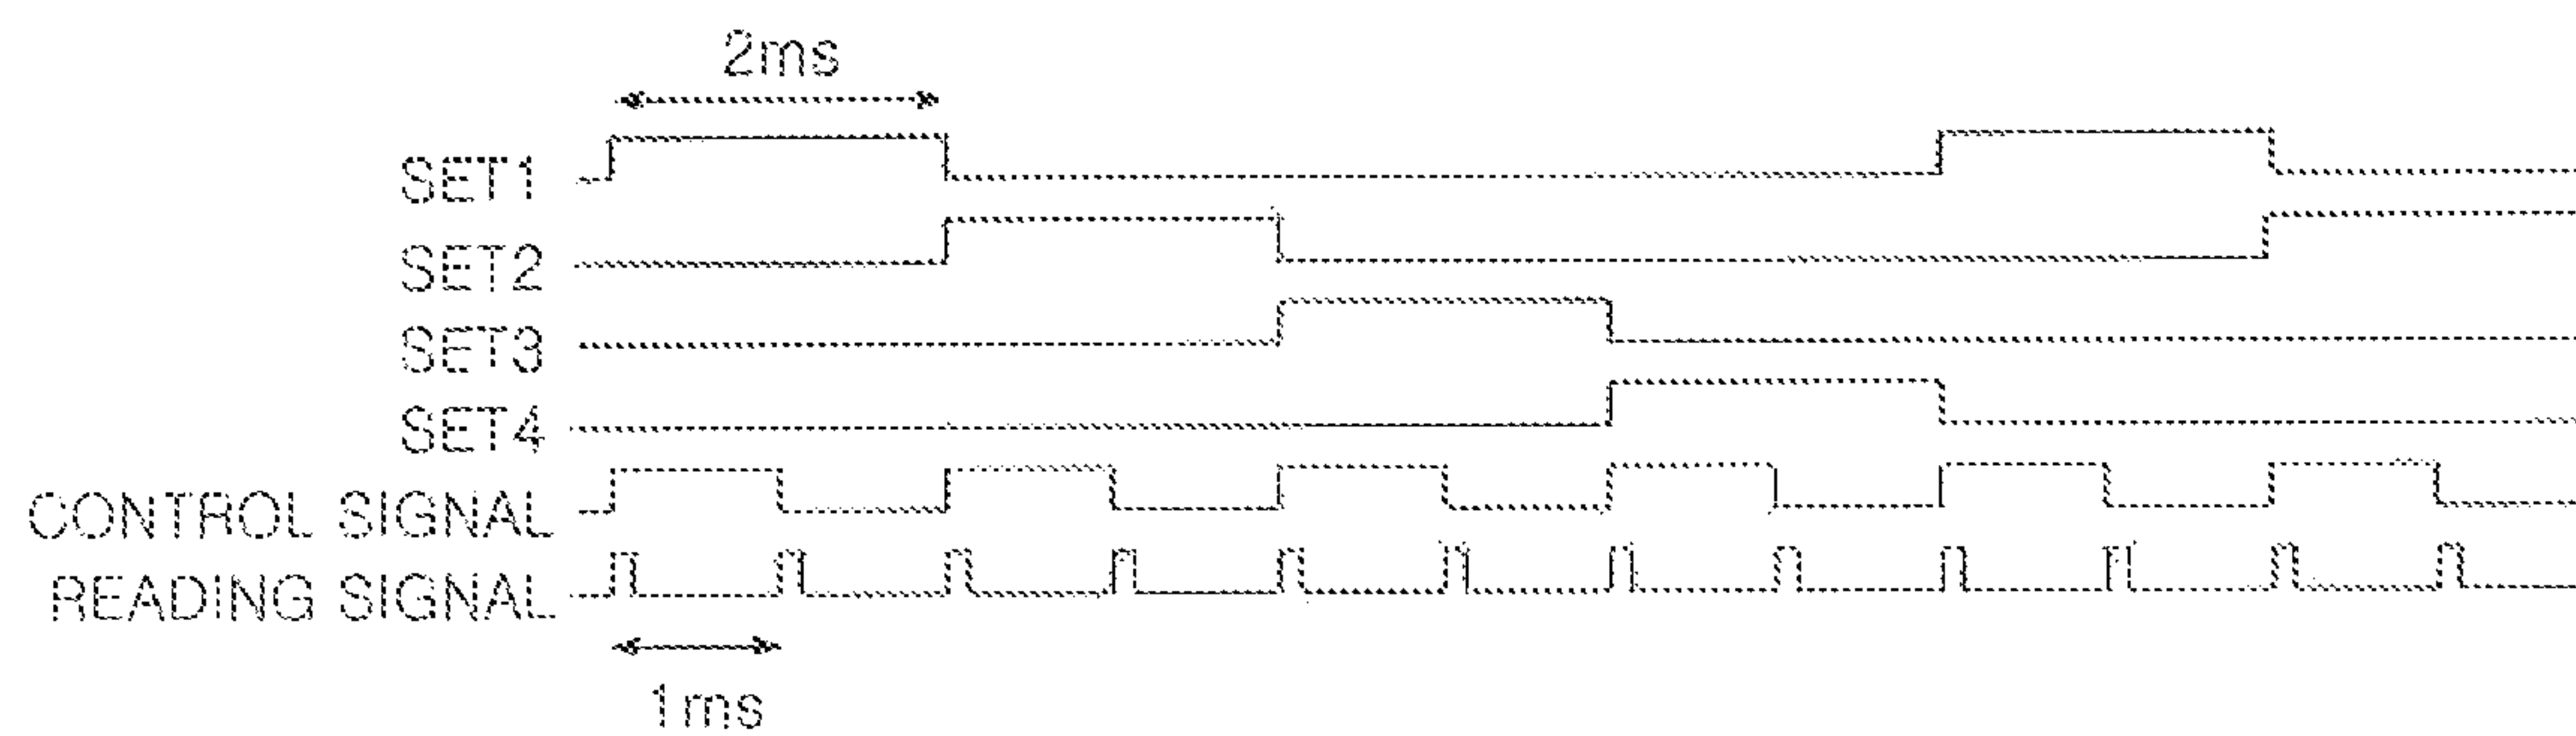 2ms
SET1
SET2
SET3
SET4
CONTROL SIGNAL
READING SIGNAL
1ms